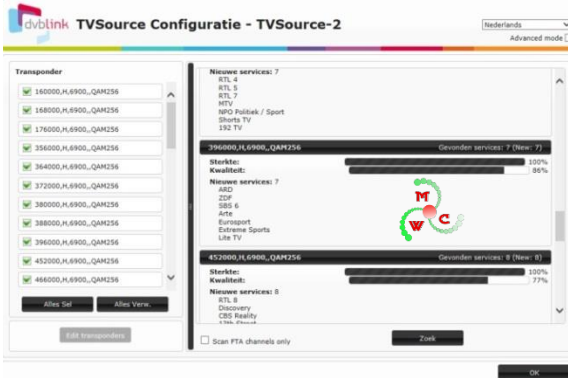 dvblink TVSource Configuratie - TVSource-2
Nederlands
Advanced mode
Transponder
160000,H,6900,,QAM256
168000,H,6900,,QAM256
176000,H,6900,,QAM256
356000,H,6900,,QAM256
364000,H,6900,,QAM256
372000,H,6900,,QAM256
380000,H,6900,,QAM256
388000,H,6900,,QAM256
396000,H,6900,,QAM256
452000,H,6900,,QAM256
466000,H,6900,,QAM256
Alles Sel
Alles Verw.
Edit transponders
Nieuwe services: 7
RTL 4
RTL 5
RTL 7
MTV
NPO Politiek / Sport
Shorts TV
192 TV
396000,H,6900,,QAM256 Gevonden services: 7 (New: 7)
Sterkte: 100%
Kwaliteit: 86%
Nieuwe services: 7
ARD
ZDF
SBS 6
Arte
Eurosport
Extreme Sports
Lite TV
M
W C
452000,H,6900,,QAM256 Gevonden services: 8 (New: 8)
Sterkte: 100%
Kwaliteit: 77%
Nieuwe services: 8
RTL 8
Discovery
CBS Reality
13th Street
Scan FTA channels only
Zoek
OK